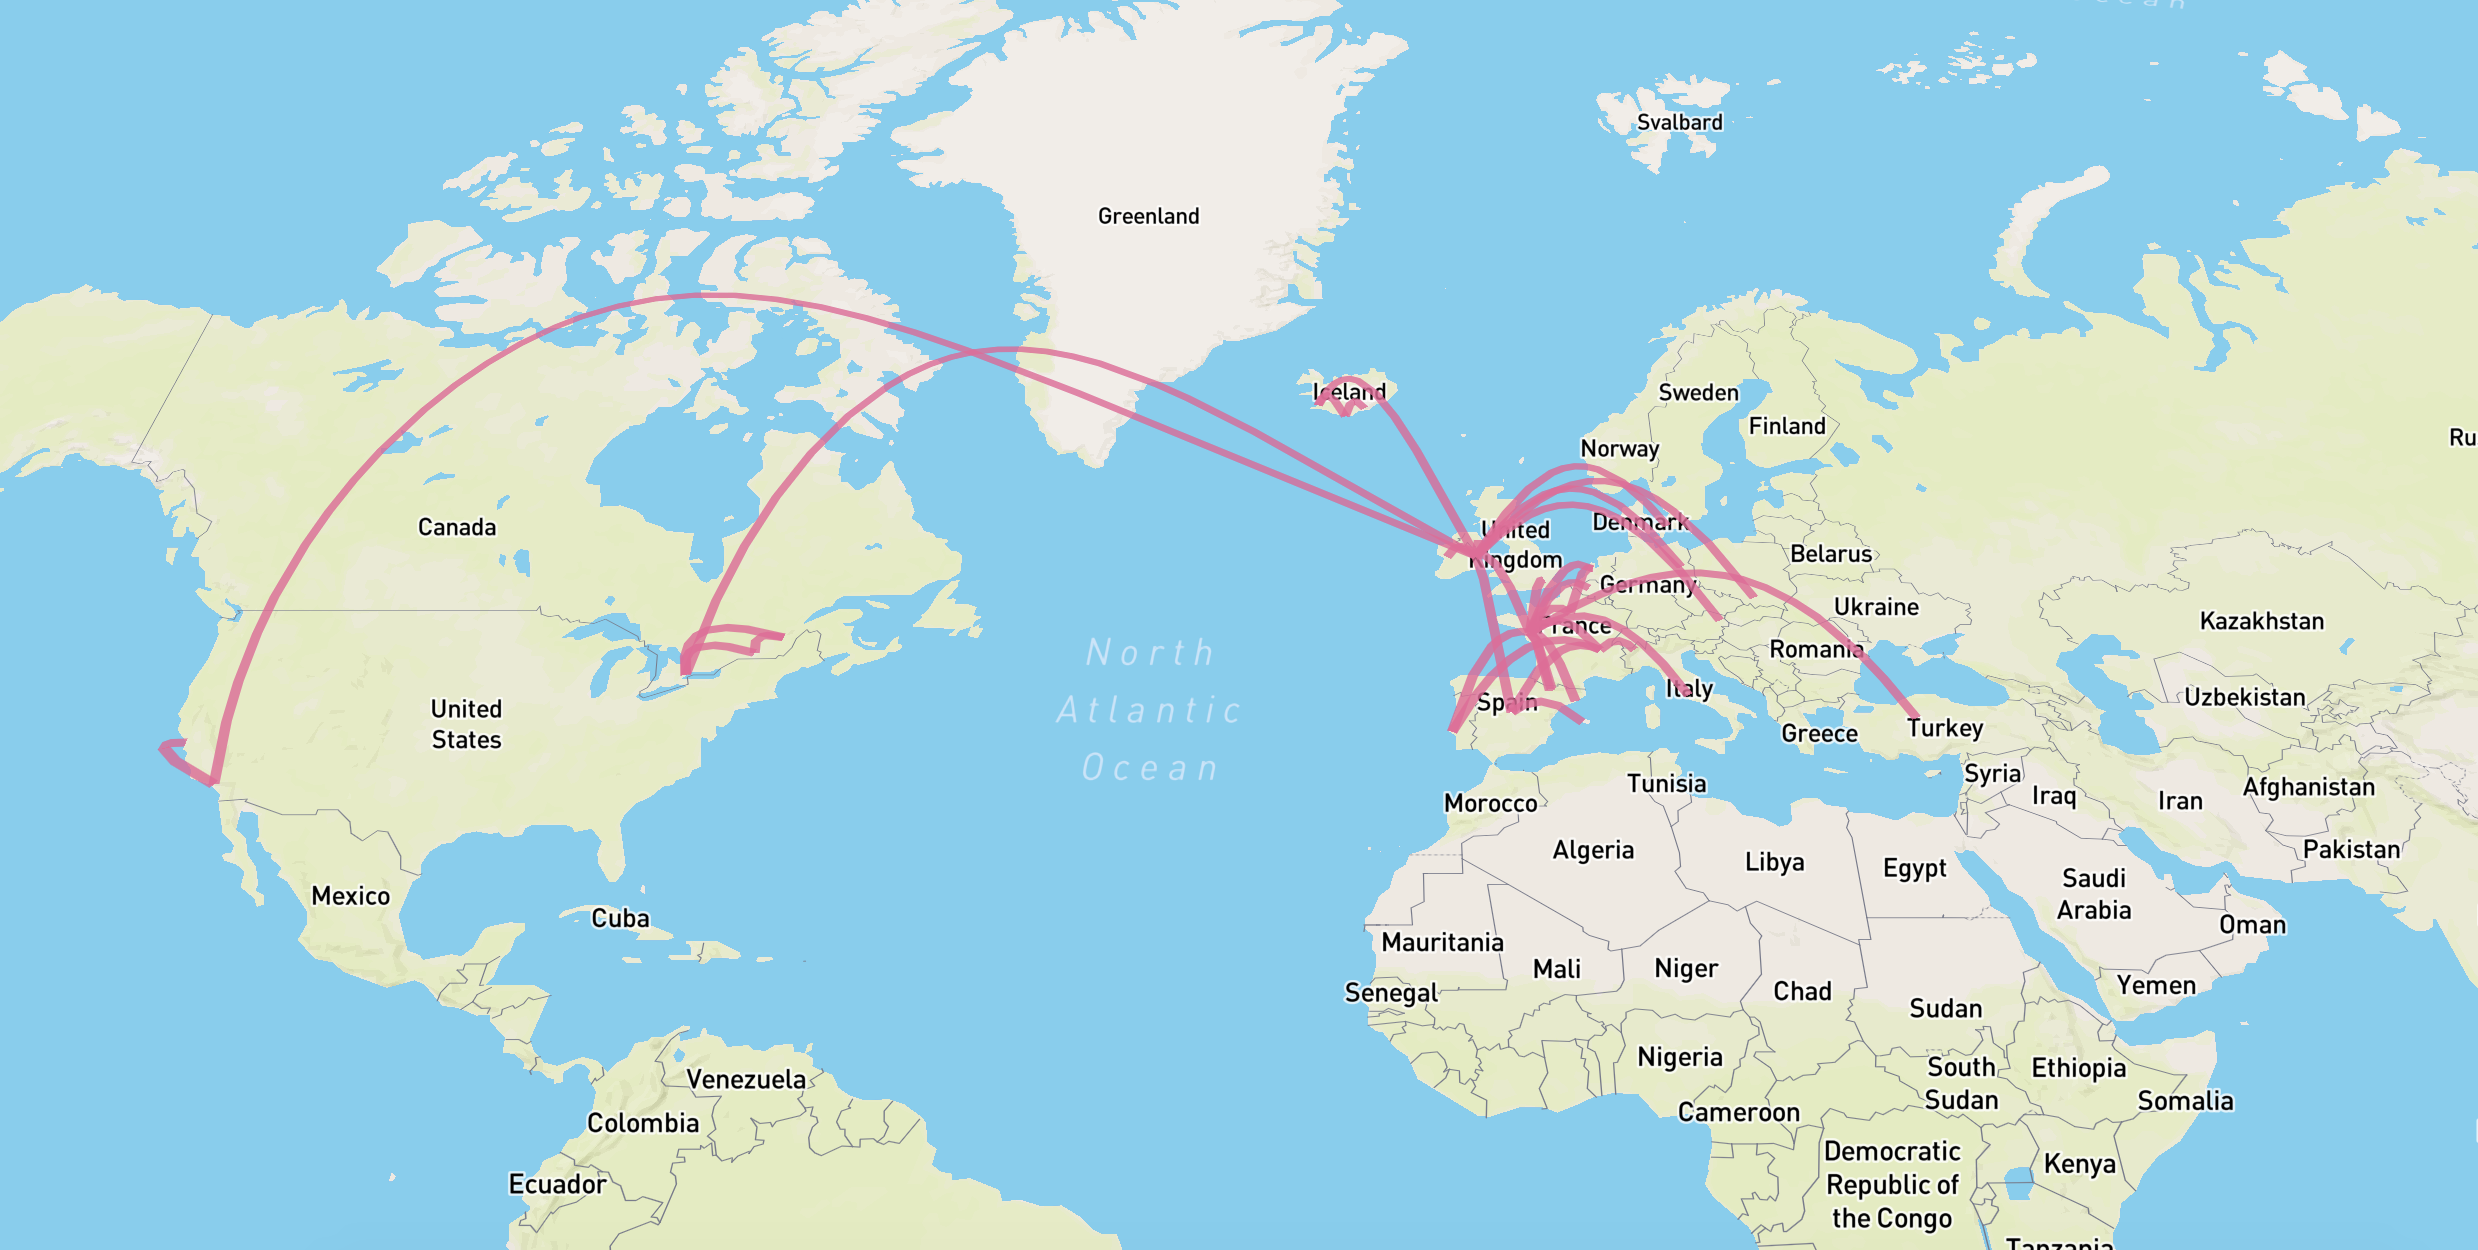 ocean
Svalbard
Greenland
Iceland
Sweden
Finland
Norway
Ru
Canada
United
Kingdom
Denmark
Belarus
Germany
Ukraine
Kazakhstan
France
Romania
North
Atlantic
Ocean
United
States
Spain
Italy
Uzbekistan
Greece
Turkey
Syria
Tunisia
Morocco
Iraq
Iran
Afghanistan
Algeria
Libya
Egypt
Pakistan
Saudi
Arabia
Mexico
Cuba
Oman
Mauritania
Mali
Niger
Chad
Yemen
Senegal
Sudan
Nigeria
South
Sudan
Ethiopia
Somalia
Venezuela
Colombia
Cameroon
Democratic
Republic of
the Congo
Kenya
Ecuador
Tanzania